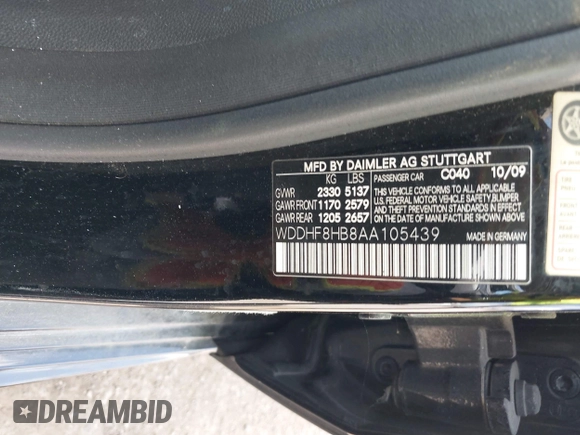 MFD BY DAIMLER AG STUTTGART
KG LBS PASSENGER CAR C040 10/09
GVWR 2330 5137
GAWR FRONT 1170 2579
GAWR REAR 1205 2657
THIS VEHICLE CONFORMS TO ALL APPLICABLE
U.S. FEDERAL MOTOR VEHICLE SAFETY, BUMPER
AND THEFT PREVENTION STANDARDS IN EFFECT
ON THE DATE OF MANUFACTURE SHOWN ABOVE.
WDDHF8HB8AA105439
MADE IN GERMANY
DREAMBID